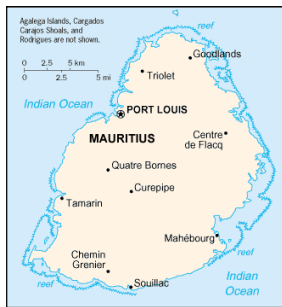 Agalega Islands, Cargados
Carajos Shoals, and
Rodrigues are not shown.
0 2.5 5 km
0 2.5 5 mi
reef
Goodlands
Triolet
Indian Ocean
PORT LOUIS
MAURITIUS
Centre
de Flacq
Quatre Bornes
Curepipe
Tamarin
Mahébourg
reef
Chemin
Grenier
Souillac
reef
Indian
Ocean